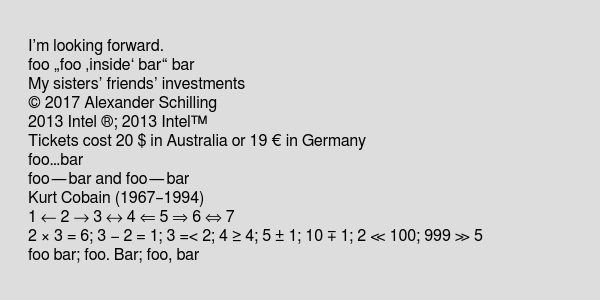 I’m looking forward.
foo „foo ‚inside‘ bar“ bar
My sisters’ friends’ investments
© 2017 Alexander Schilling
2013 Intel ®; 2013 Intel™
Tickets cost 20 $ in Australia or 19 € in Germany
foo…bar
foo — bar and foo — bar
Kurt Cobain (1967–1994)
1 ← 2 → 3 ↔ 4 ⇐ 5 ⇒ 6 ⇔ 7
2 × 3 = 6; 3 − 2 = 1; 3 =< 2; 4 ≥ 4; 5 ± 1; 10 ∓ 1; 2 ≪ 100; 999 ≫ 5
foo bar; foo. Bar; foo, bar